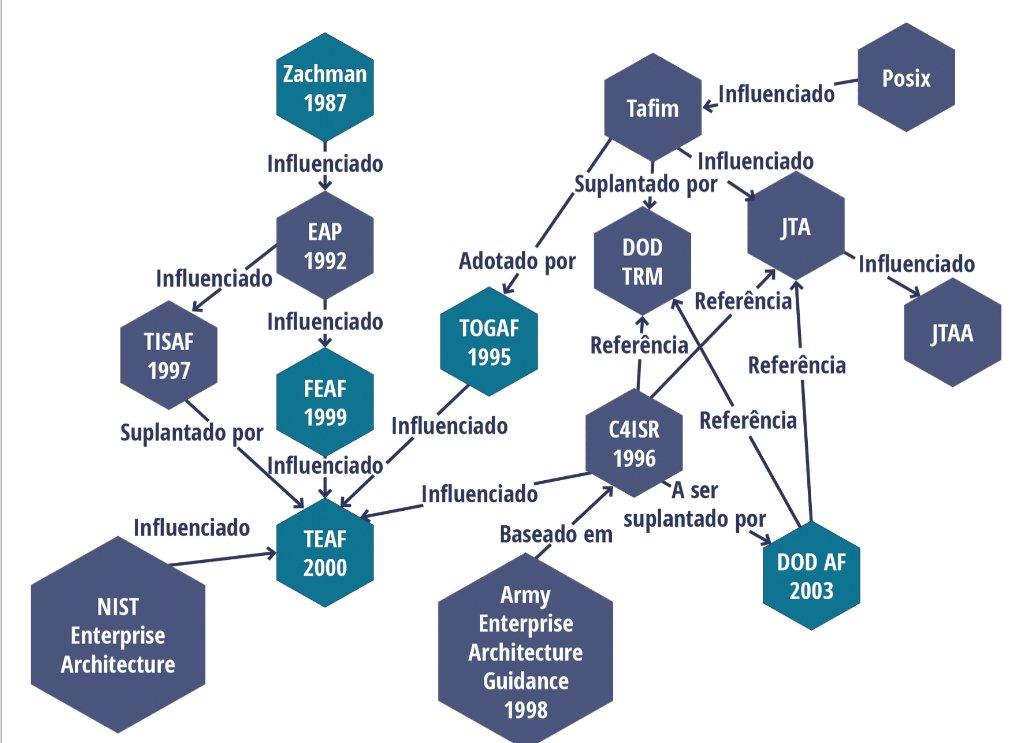 Zachman
1987
Tafim
Influenciado
Posix
Influenciado
Influenciado
Suplantado por
EAP
1992
JTA
DOD
TRM
Adotado por
Influenciado
Influenciado
Referência
Influenciado
TISAF
1997
TOGAF
1995
Referência
JTAA
FEAF
1999
Referência
Influenciado
Referência
Suplantado por
C4ISR
1996
Influenciado
Influenciado
A ser
suplantado por
Influenciado
Baseado em
TEAF
2000
DOD AF
2003
NIST
Enterprise
Architecture
Army
Enterprise
Architecture
Guidance
1998